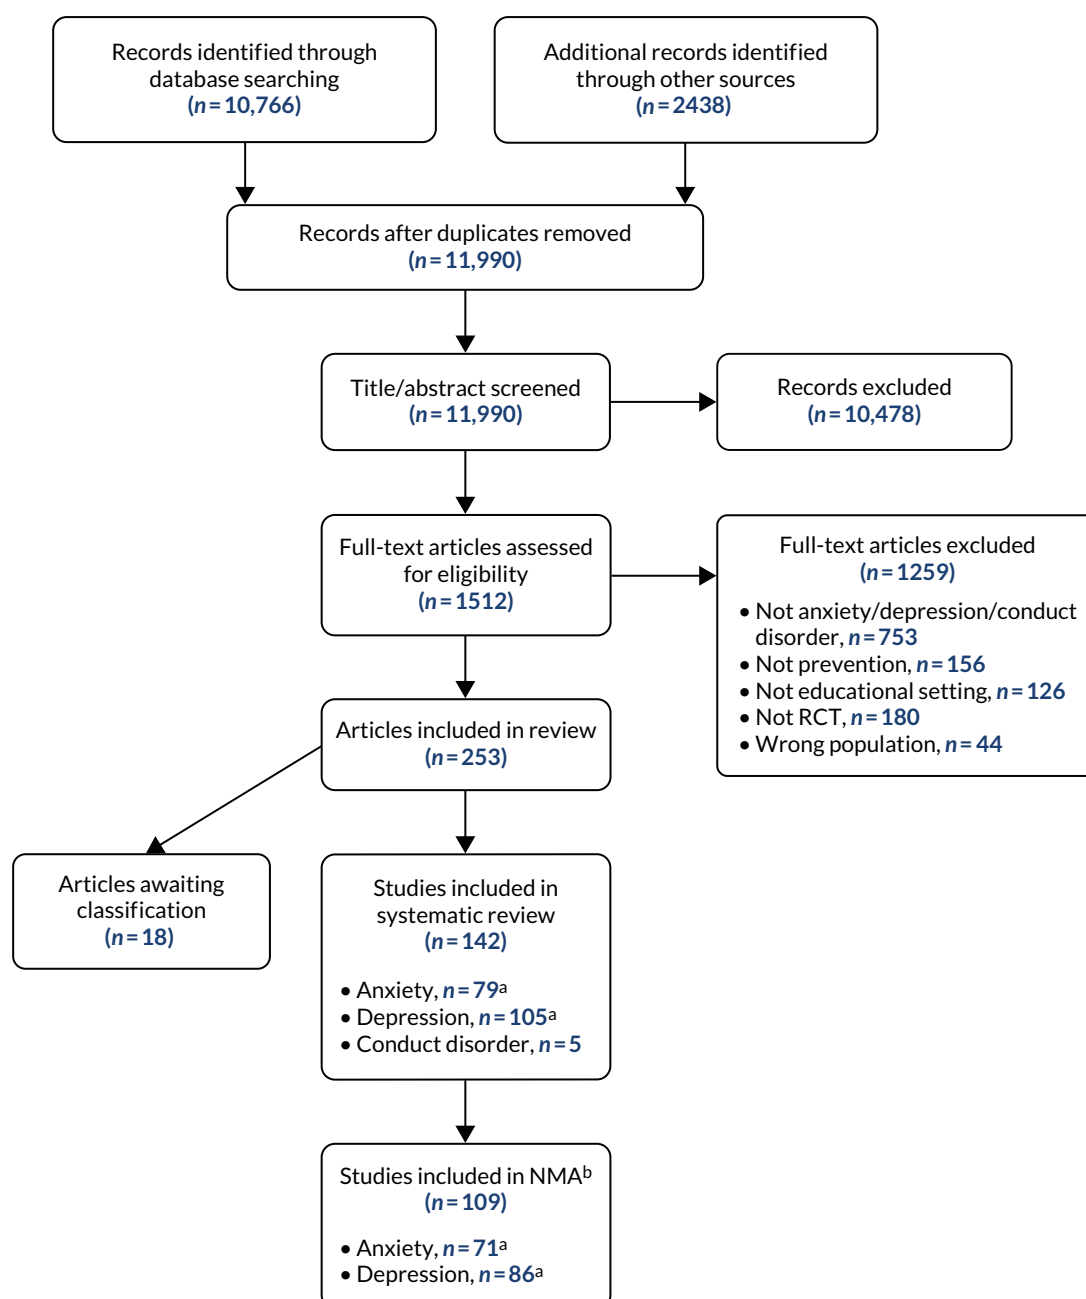 Records identified through
database searching
(n = 10,766)
Additional records identified
through other sources
(n = 2438)
Records after duplicates removed
(n = 11,990)
Title/abstract screened
(n = 11,990)
Records excluded
(n = 10,478)
Full-text articles assessed
for eligibility
(n = 1512)
Full-text articles excluded
(n = 1259)
• Not anxiety/depression/conduct
disorder, n = 753
• Not prevention, n = 156
• Not educational setting, n = 126
• Not RCT, n = 180
• Wrong population, n = 44
Articles included in review
(n = 253)
Articles awaiting
classification
(n = 18)
Studies included in
systematic review
(n = 142)
• Anxiety, n = 79a
• Depression, n = 105a
• Conduct disorder, n = 5
Studies included in NMAb
(n = 109)
• Anxiety, n = 71a
• Depression, n = 86a